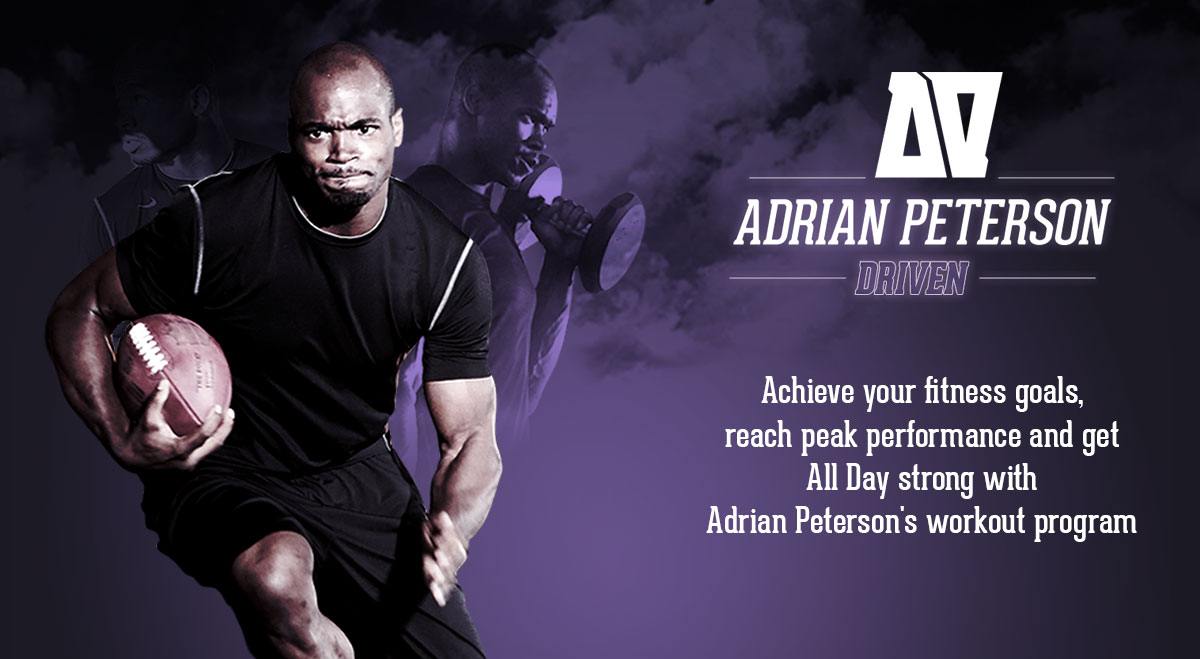 AP
ADRIAN PETERSON
DRIVEN
Achieve your fitness goals,
reach peak performance and get
All Day strong with
Adrian Peterson's workout program